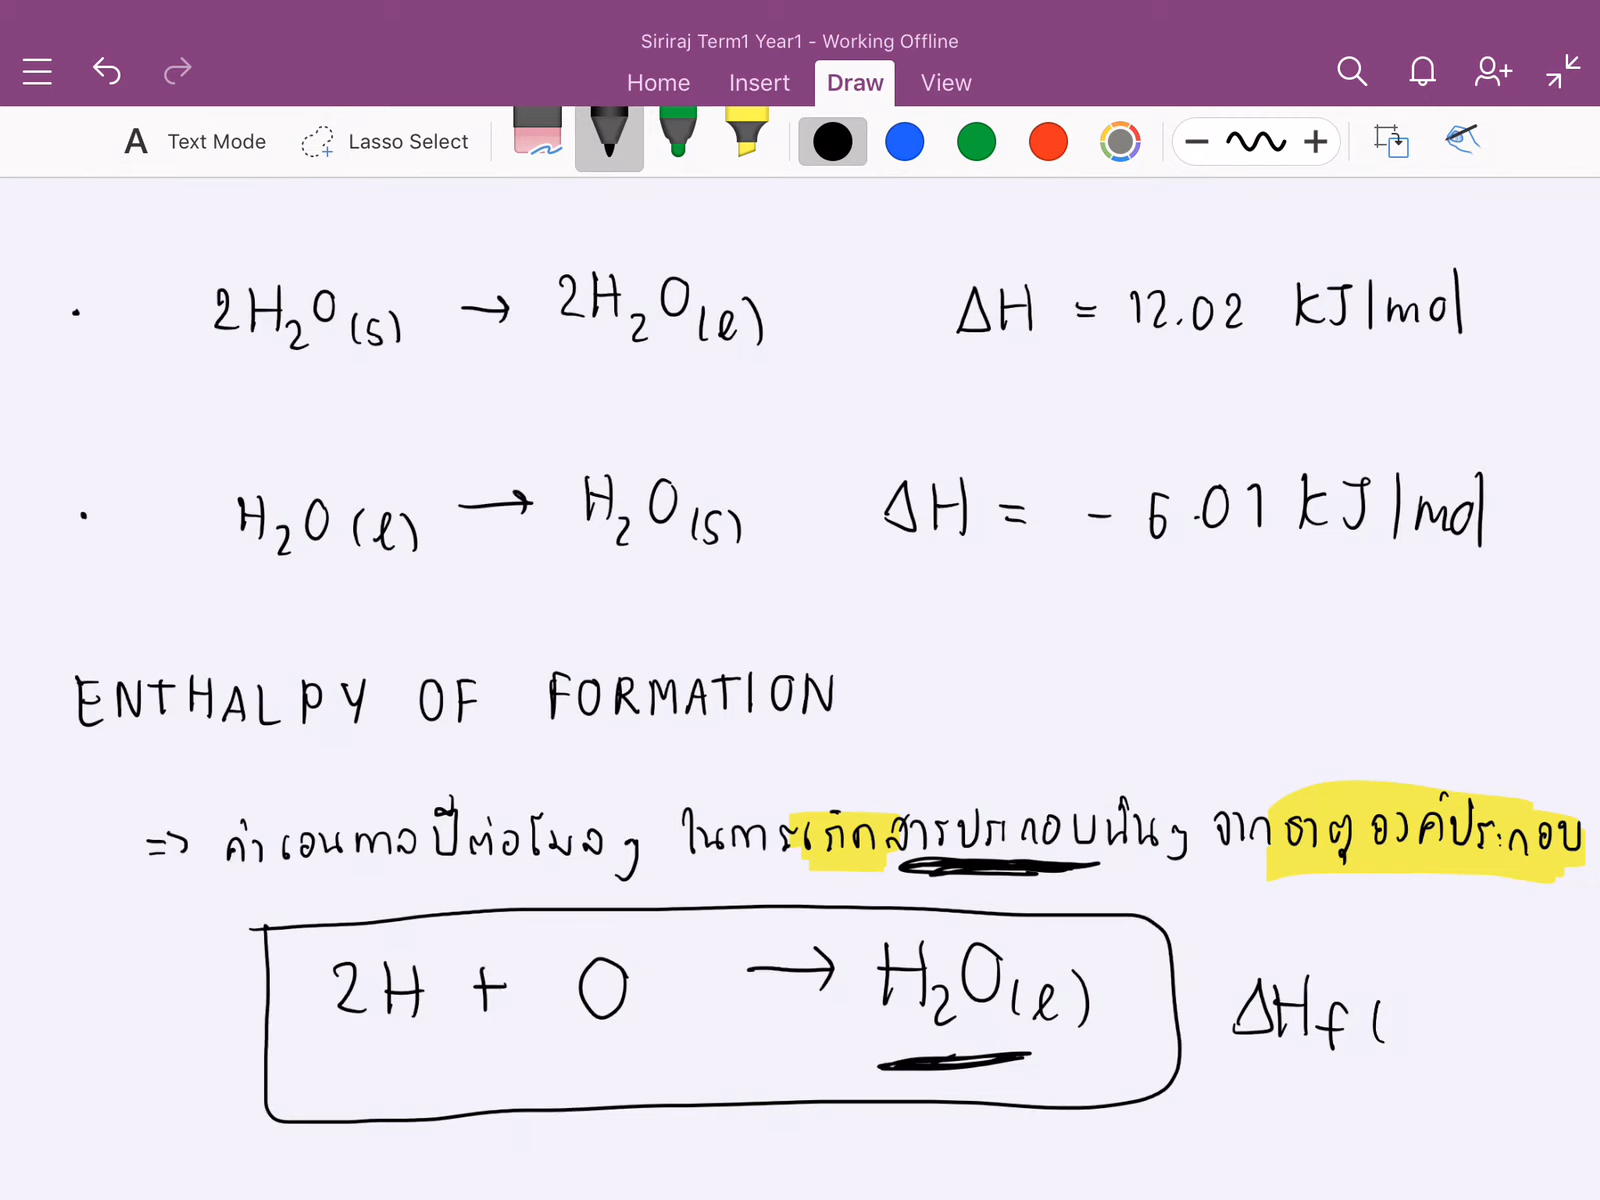 Siriraj Term1 Year1 - Working Offline
Home Insert Draw View
A Text Mode Lasso Select
· 2H₂O(s) → 2H₂O(l) ΔH = 12.02 kJ/mol
· H₂O(l) → H₂O(s) ΔH = - 6.01 kJ/mol
ENTHALPY OF FORMATION
=> ค่าเอนทาลปีต่อโมลๆ ในการเกิดสารประกอบนั้นๆ จากธาตุองค์ประกอบ
2H + O → H₂O(l) ΔHf (